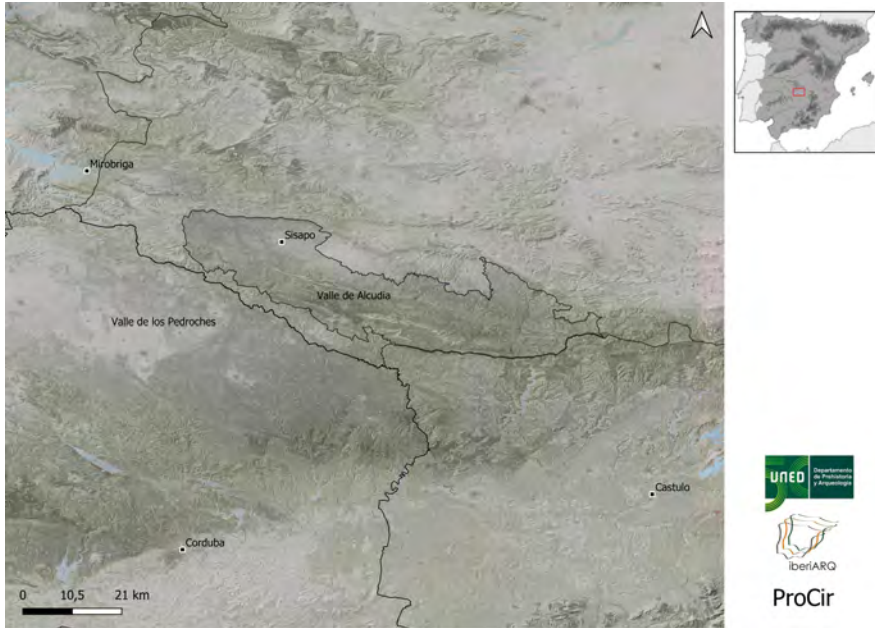 Mirobriga
Sisapo
Valle de Alcudia
Valle de los Pedroches
Castulo
Corduba
0 10,5 21 km
UNED
Departamento
de Prehistoria
y Arqueología
iberiARQ
ProCir